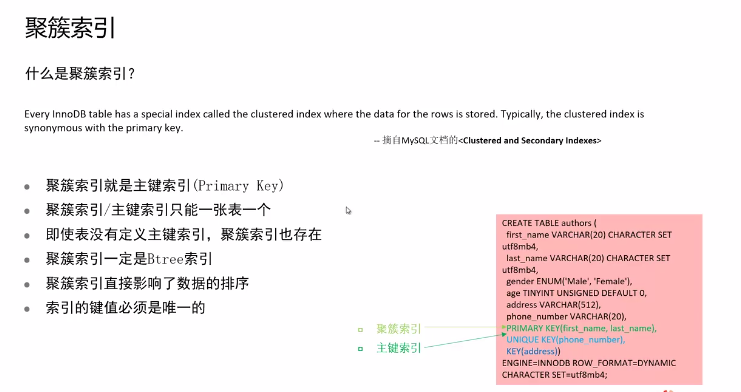 聚簇索引
什么是聚簇索引？
Every InnoDB table has a special index called the clustered index where the data for the rows is stored. Typically, the clustered index is
synonymous with the primary key.
-- 摘自MySQL文档的<Clustered and Secondary Indexes>
聚簇索引就是主键索引(Primary Key)
聚簇索引/主键索引只能一张表一个
即使表没有定义主键索引，聚簇索引也存在
聚簇索引一定是Btree索引
聚簇索引直接影响了数据的排序
索引的键值必须是唯一的
聚簇索引
主键索引
CREATE TABLE authors (
first_name VARCHAR(20) CHARACTER SET
utf8mb4,
last_name VARCHAR(20) CHARACTER SET
utf8mb4,
gender ENUM('Male', 'Female'),
age TINYINT UNSIGNED DEFAULT 0,
address VARCHAR(512),
phone_number VARCHAR(20),
PRIMARY KEY(first_name, last_name),
UNIQUE KEY(phone_number),
KEY(address))
ENGINE=INNODB ROW_FORMAT=DYNAMIC
CHARACTER SET=utf8mb4;